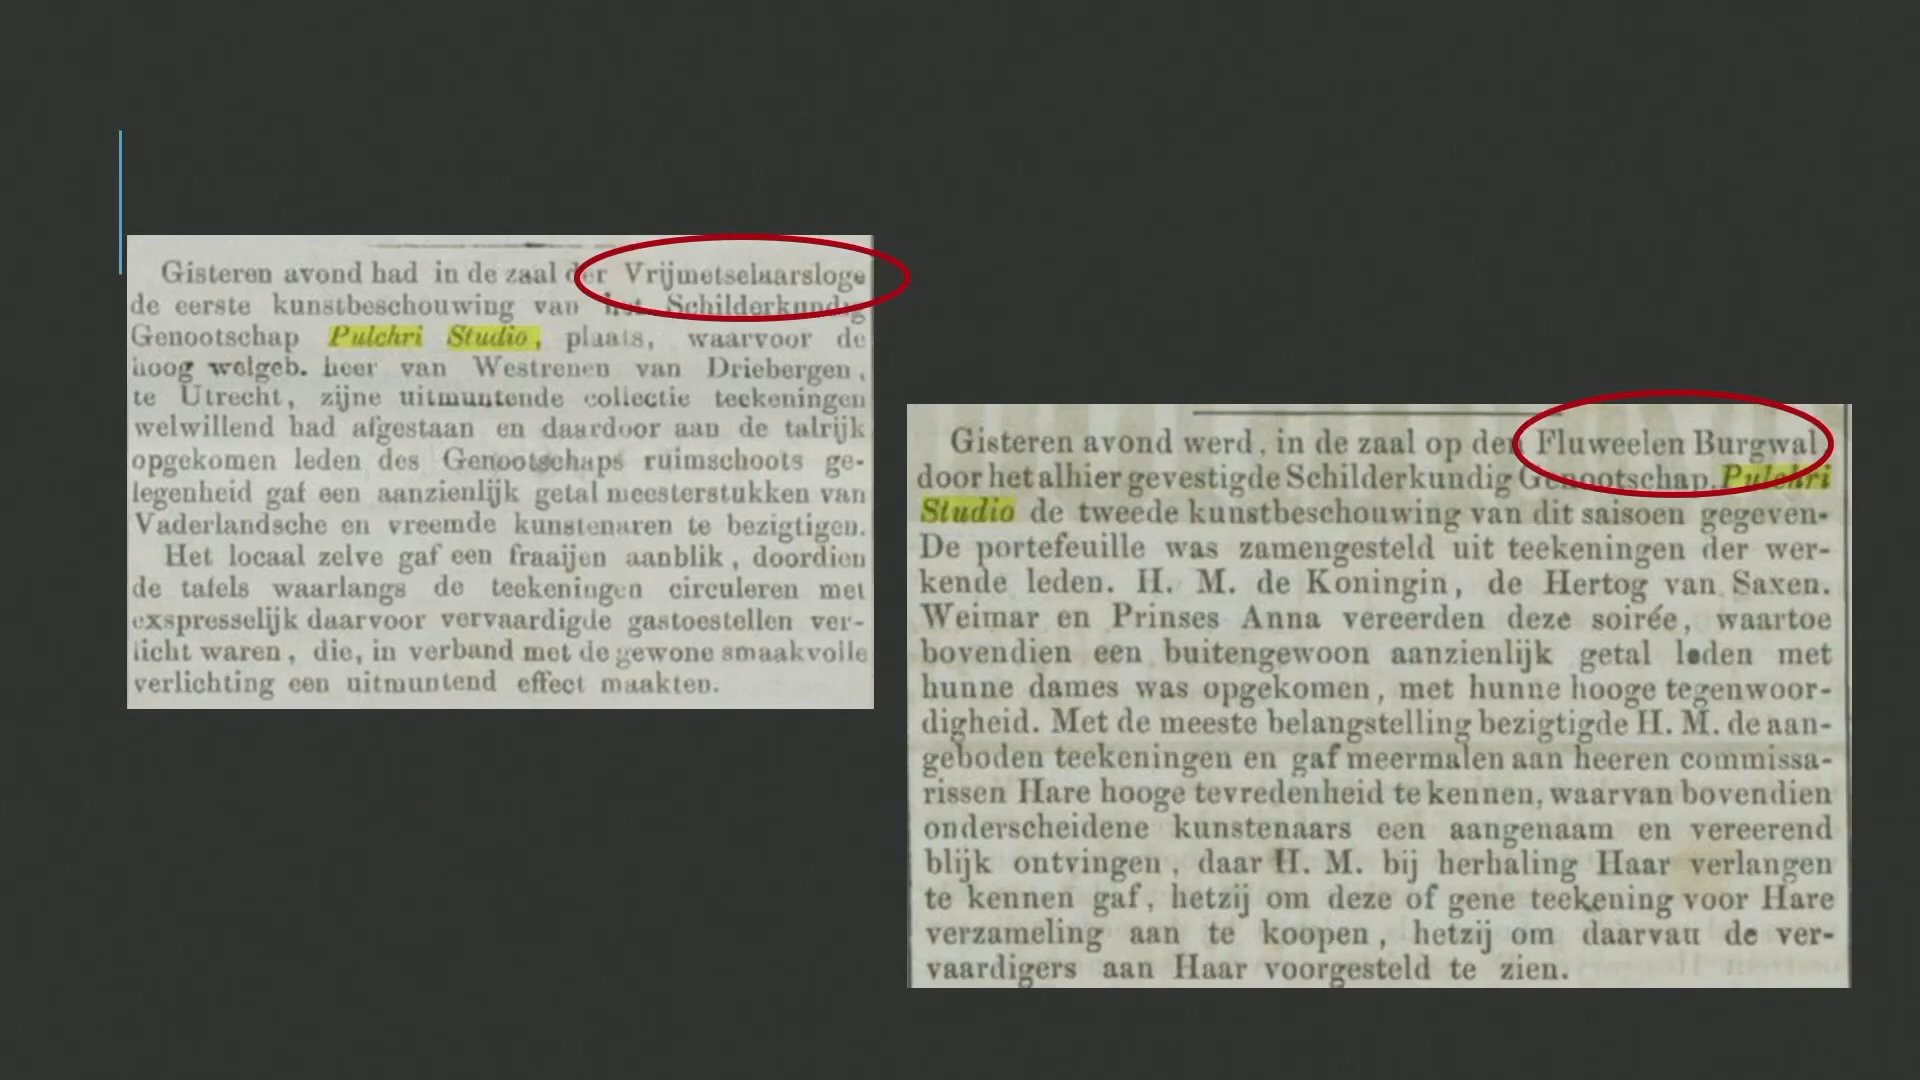 Gisteren avond had in de zaal der Vrijmetselaarsloge
de eerste kunstbeschouwing van het Schilderkundig
Genootschap Pulchri Studio, plaats, waarvoor de
hoog welgeb. heer van Westrenen van Driebergen,
te Utrecht, zijne uitmuntende collectie teekeningen
welwillend had afgestaan en daardoor aan de talrijk
opgekomen leden des Genootschaps ruimschoots ge-
legenheid gaf een aanzienlijk getal meesterstukken van
Vaderlandsche en vreemde kunstenaren te bezigtigen.
Het locaal zelve gaf een fraaijen aanblik, doordien
de tafels waarlangs de teekeningen circuleren met
exspresselijk daarvoor vervaardigde gastoestellen ver-
licht waren, die, in verband met de gewone smaakvolle
verlichting een uitmuntend effect maakten.
Gisteren avond werd, in de zaal op den Fluweelen Burgwal,
door het alhier gevestigde Schilderkundig Genootschap. Pulchri
Studio de tweede kunstbeschouwing van dit saisoen gegeven-
De portefeuille was zamengesteld uit teekeningen der wer-
kende leden. H. M. de Koningin, de Hertog van Saxen.
Weimar en Prinses Anna vereerden deze soirée, waartoe
bovendien een buitengewoon aanzienlijk getal leden met
hunne dames was opgekomen, met hunne hooge tegenwoor-
digheid. Met de meeste belangstelling bezigtigde H. M. de aan-
geboden teekeningen en gaf meermalen aan heeren commissa-
rissen Hare hooge tevredenheid te kennen, waarvan bovendien
onderscheidene kunstenaars een aangenaam en vereerend
blijk ontvingen, daar H. M. bij herhaling Haar verlangen
te kennen gaf, hetzij om deze of gene teekening voor Hare
verzameling aan te koopen, hetzij om daarvan de ver-
vaardigers aan Haar voorgesteld te zien.